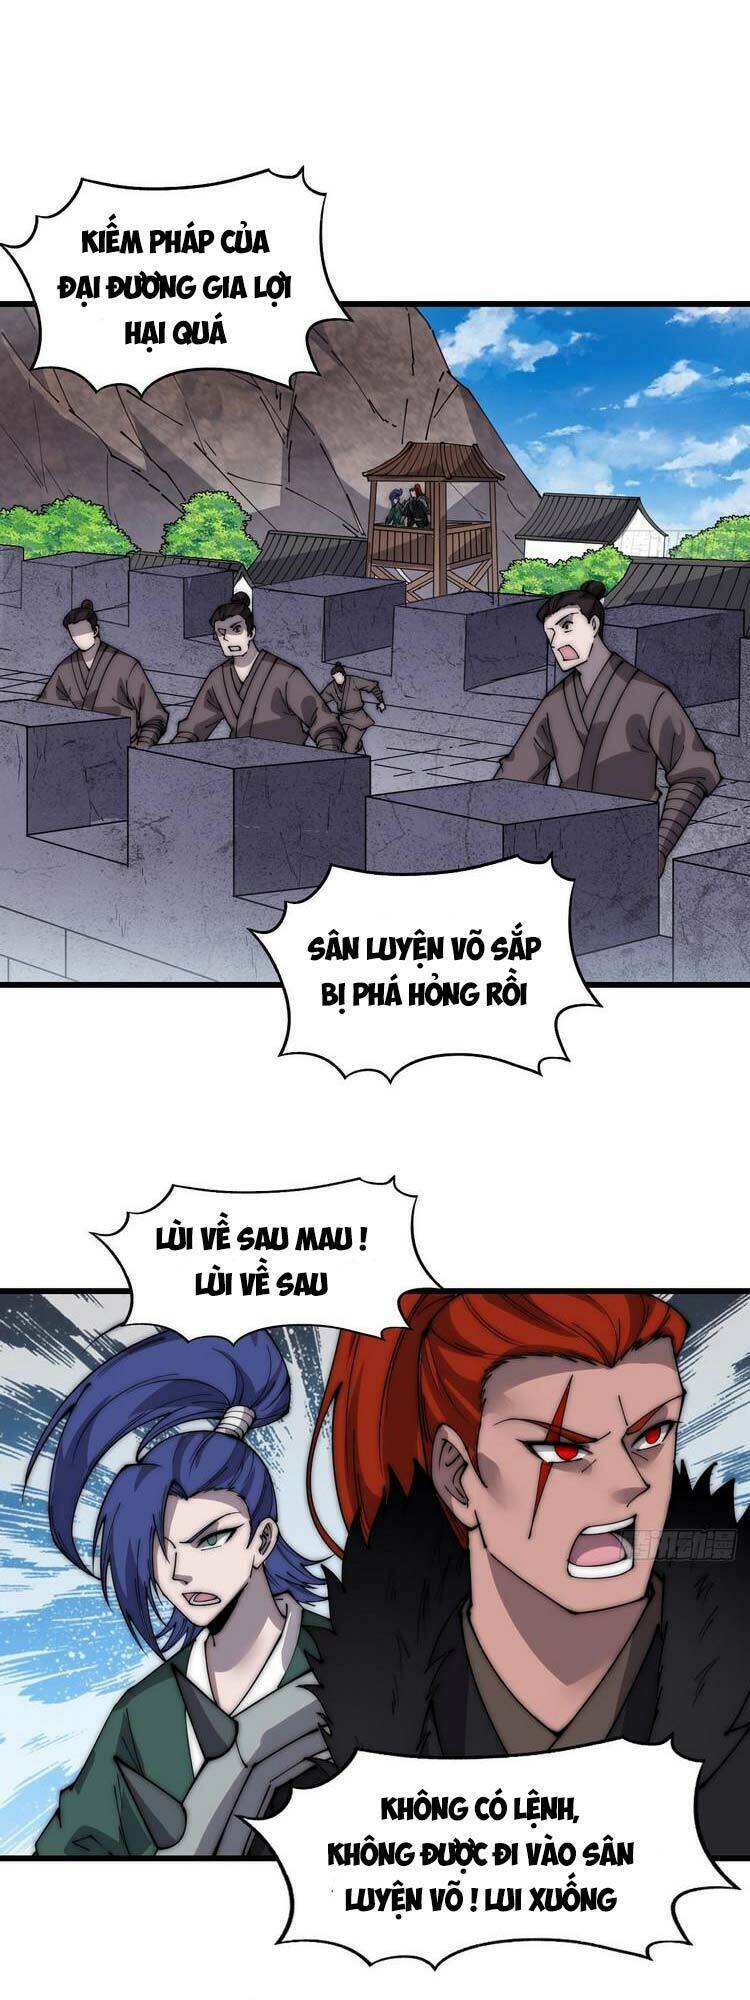 KIẾM PHÁP CỦA
ĐẠI ĐƯƠNG GIA LỢI
HẠI QUÁ
SÂN LUYỆN VÕ SẮP
BỊ PHÁ HỎNG RỒI
LÙI VỀ SAU MAU !
LÙI VỀ SAU
KHÔNG CÓ LỆNH,
KHÔNG ĐƯỢC ĐI VÀO SÂN
LUYỆN VÕ ! LUI XUỐNG